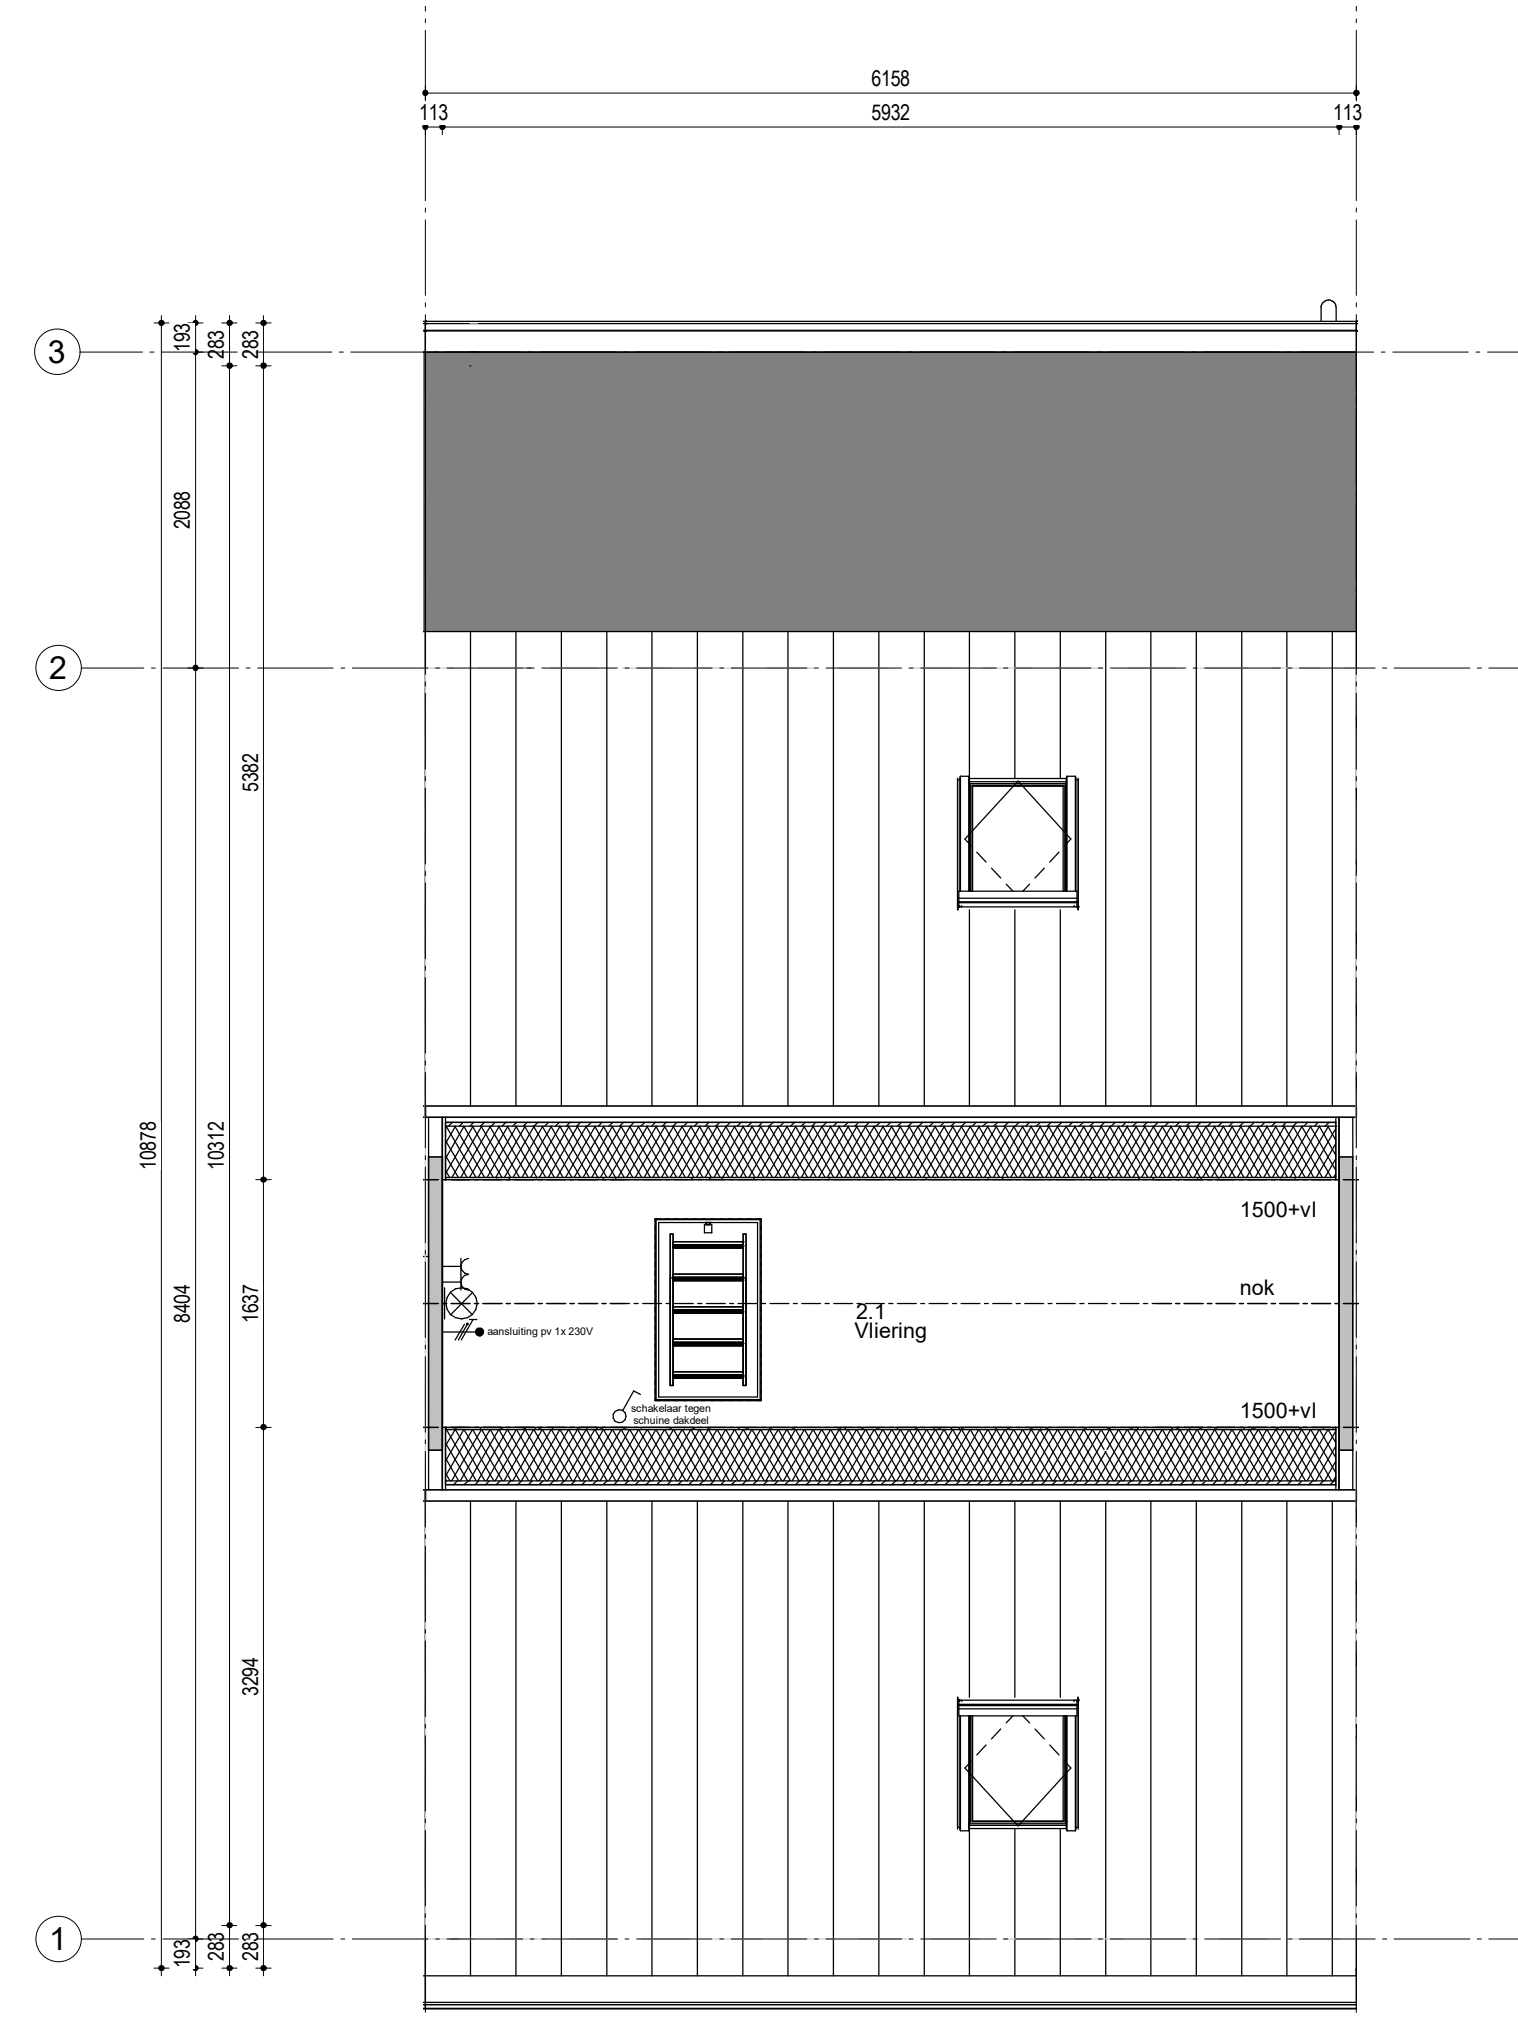 6158
113 5932 113
3
193
283
283
2088
2
5382
10878
10312
8404
1637
1500+vl
nok
2.1
Vliering
aansluiting pv 1x 230V
schakelaar tegen
schuine dakdeel
1500+vl
3294
1
193
283
283